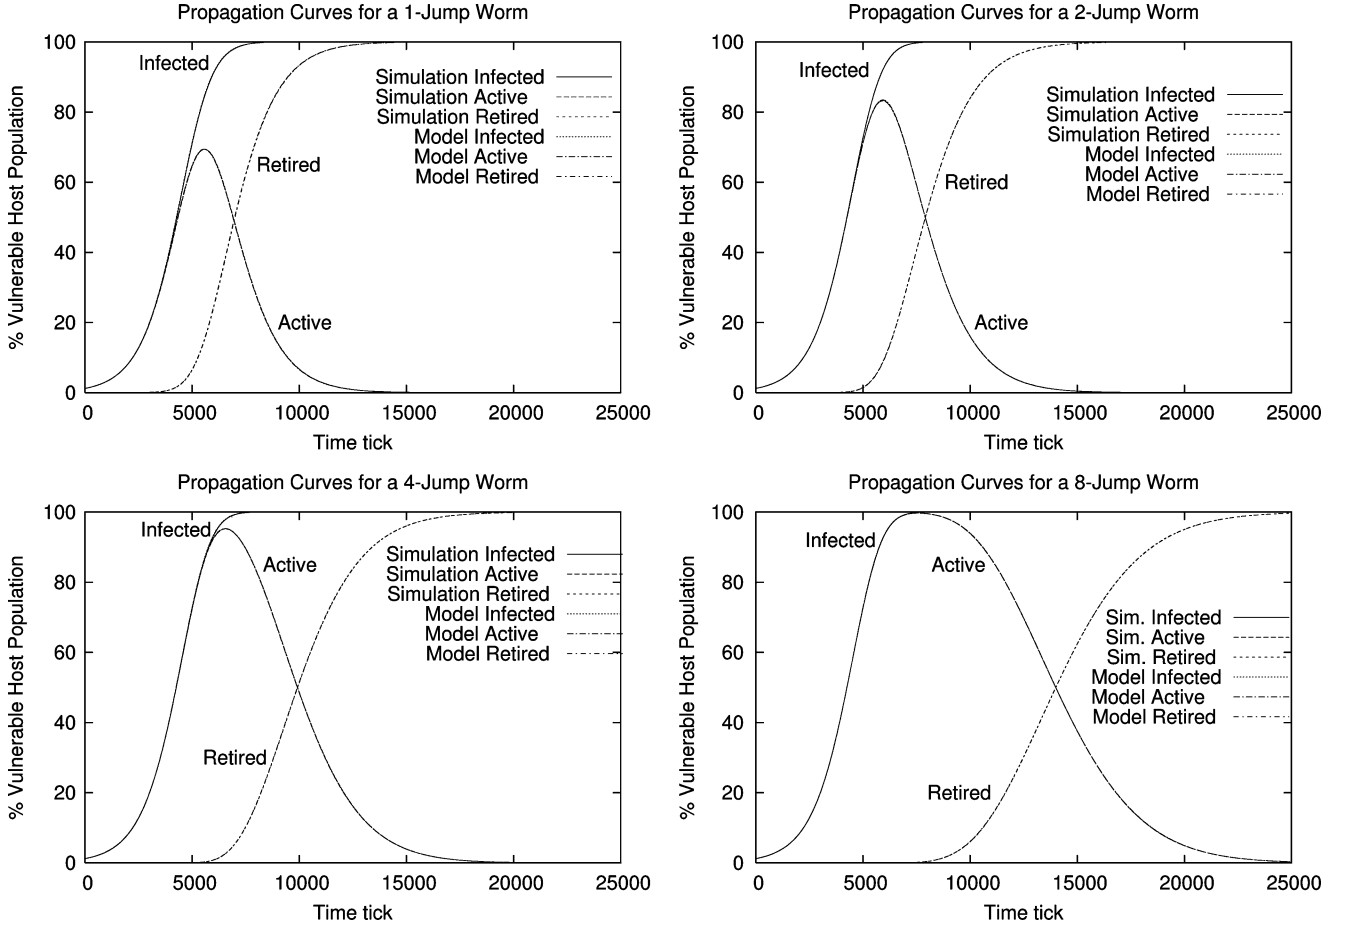 Propagation Curves for a 1-Jump Worm
% Vulnerable Host Population
100
80
60
40
20
0
Infected
Retired
Active
Simulation Infected
Simulation Active
Simulation Retired
Model Infected
Model Active
Model Retired
0 5000 10000 15000 20000 25000
Time tick
Propagation Curves for a 2-Jump Worm
% Vulnerable Host Population
100
80
60
40
20
0
Infected
Retired
Active
Simulation Infected
Simulation Active
Simulation Retired
Model Infected
Model Active
Model Retired
0 5000 10000 15000 20000 25000
Time tick
Propagation Curves for a 4-Jump Worm
% Vulnerable Host Population
100
80
60
40
20
0
Infected
Active
Retired
Simulation Infected
Simulation Active
Simulation Retired
Model Infected
Model Active
Model Retired
0 5000 10000 15000 20000 25000
Time tick
Propagation Curves for a 8-Jump Worm
% Vulnerable Host Population
100
80
60
40
20
0
Infected
Active
Retired
Sim. Infected
Sim. Active
Sim. Retired
Model Infected
Model Active
Model Retired
0 5000 10000 15000 20000 25000
Time tick